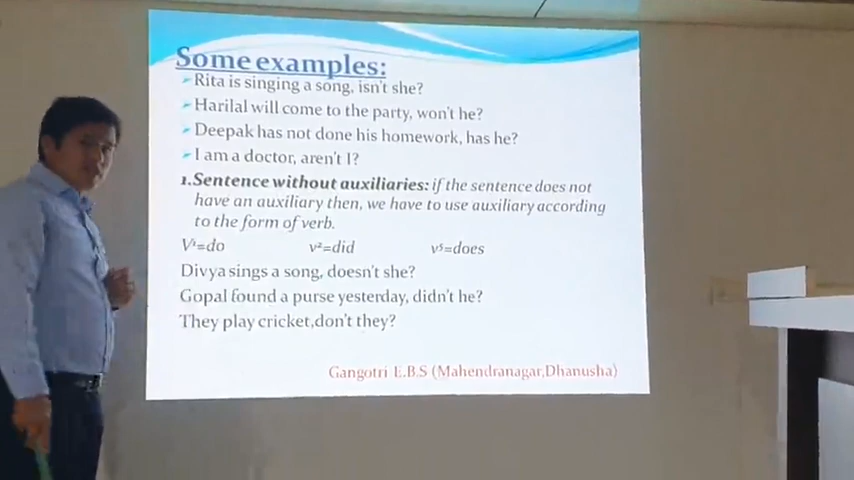 Some examples:
Rita is singing a song, isn't she?
Harilal will come to the party, won't he?
Deepak has not done his homework, has he?
I am a doctor, aren't I?
1.Sentence without auxiliaries: if the sentence does not
have an auxiliary then, we have to use auxiliary according
to the form of verb.
V¹=do v²=did v⁵=does
Divya sings a song, doesn't she?
Gopal found a purse yesterday, didn't he?
They play cricket,don't they?
Gangotri E.B.S (Mahendranagar,Dhanusha)